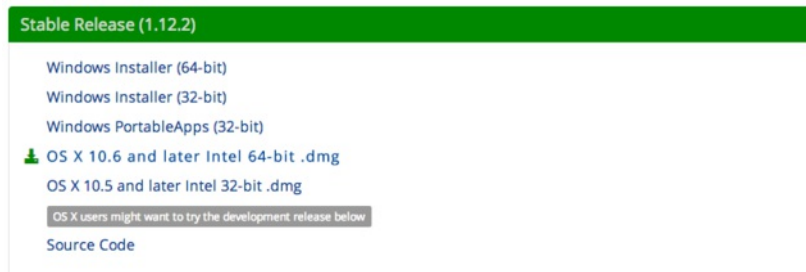 Stable Release (1.12.2)
Windows Installer (64-bit)
Windows Installer (32-bit)
Windows PortableApps (32-bit)
OS X 10.6 and later Intel 64-bit .dmg
OS X 10.5 and later Intel 32-bit .dmg
OS X users might want to try the development release below
Source Code